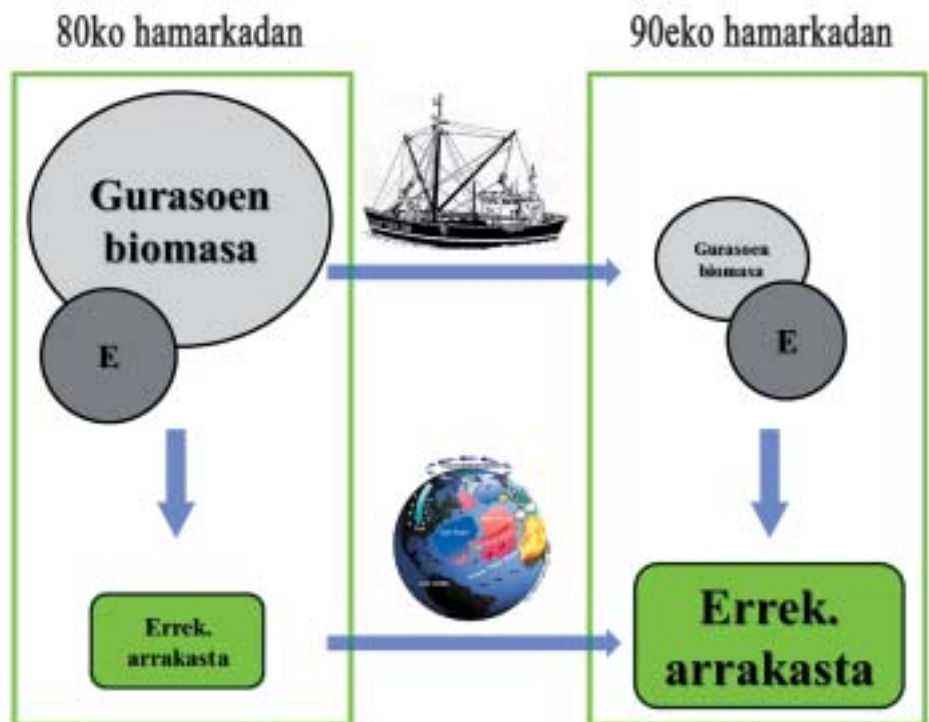 80ko hamarkadan
90eko hamarkadan
Gurasoen
biomasa
E
Gurasoen
biomasa
E
Errek.
arrakasta
Errek.
arrakasta